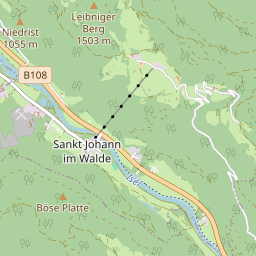 Niedrist
1055 m
Leibniger
Berg
1503 m
B108
Sankt Johann
im Walde
Isel
Böse Platte